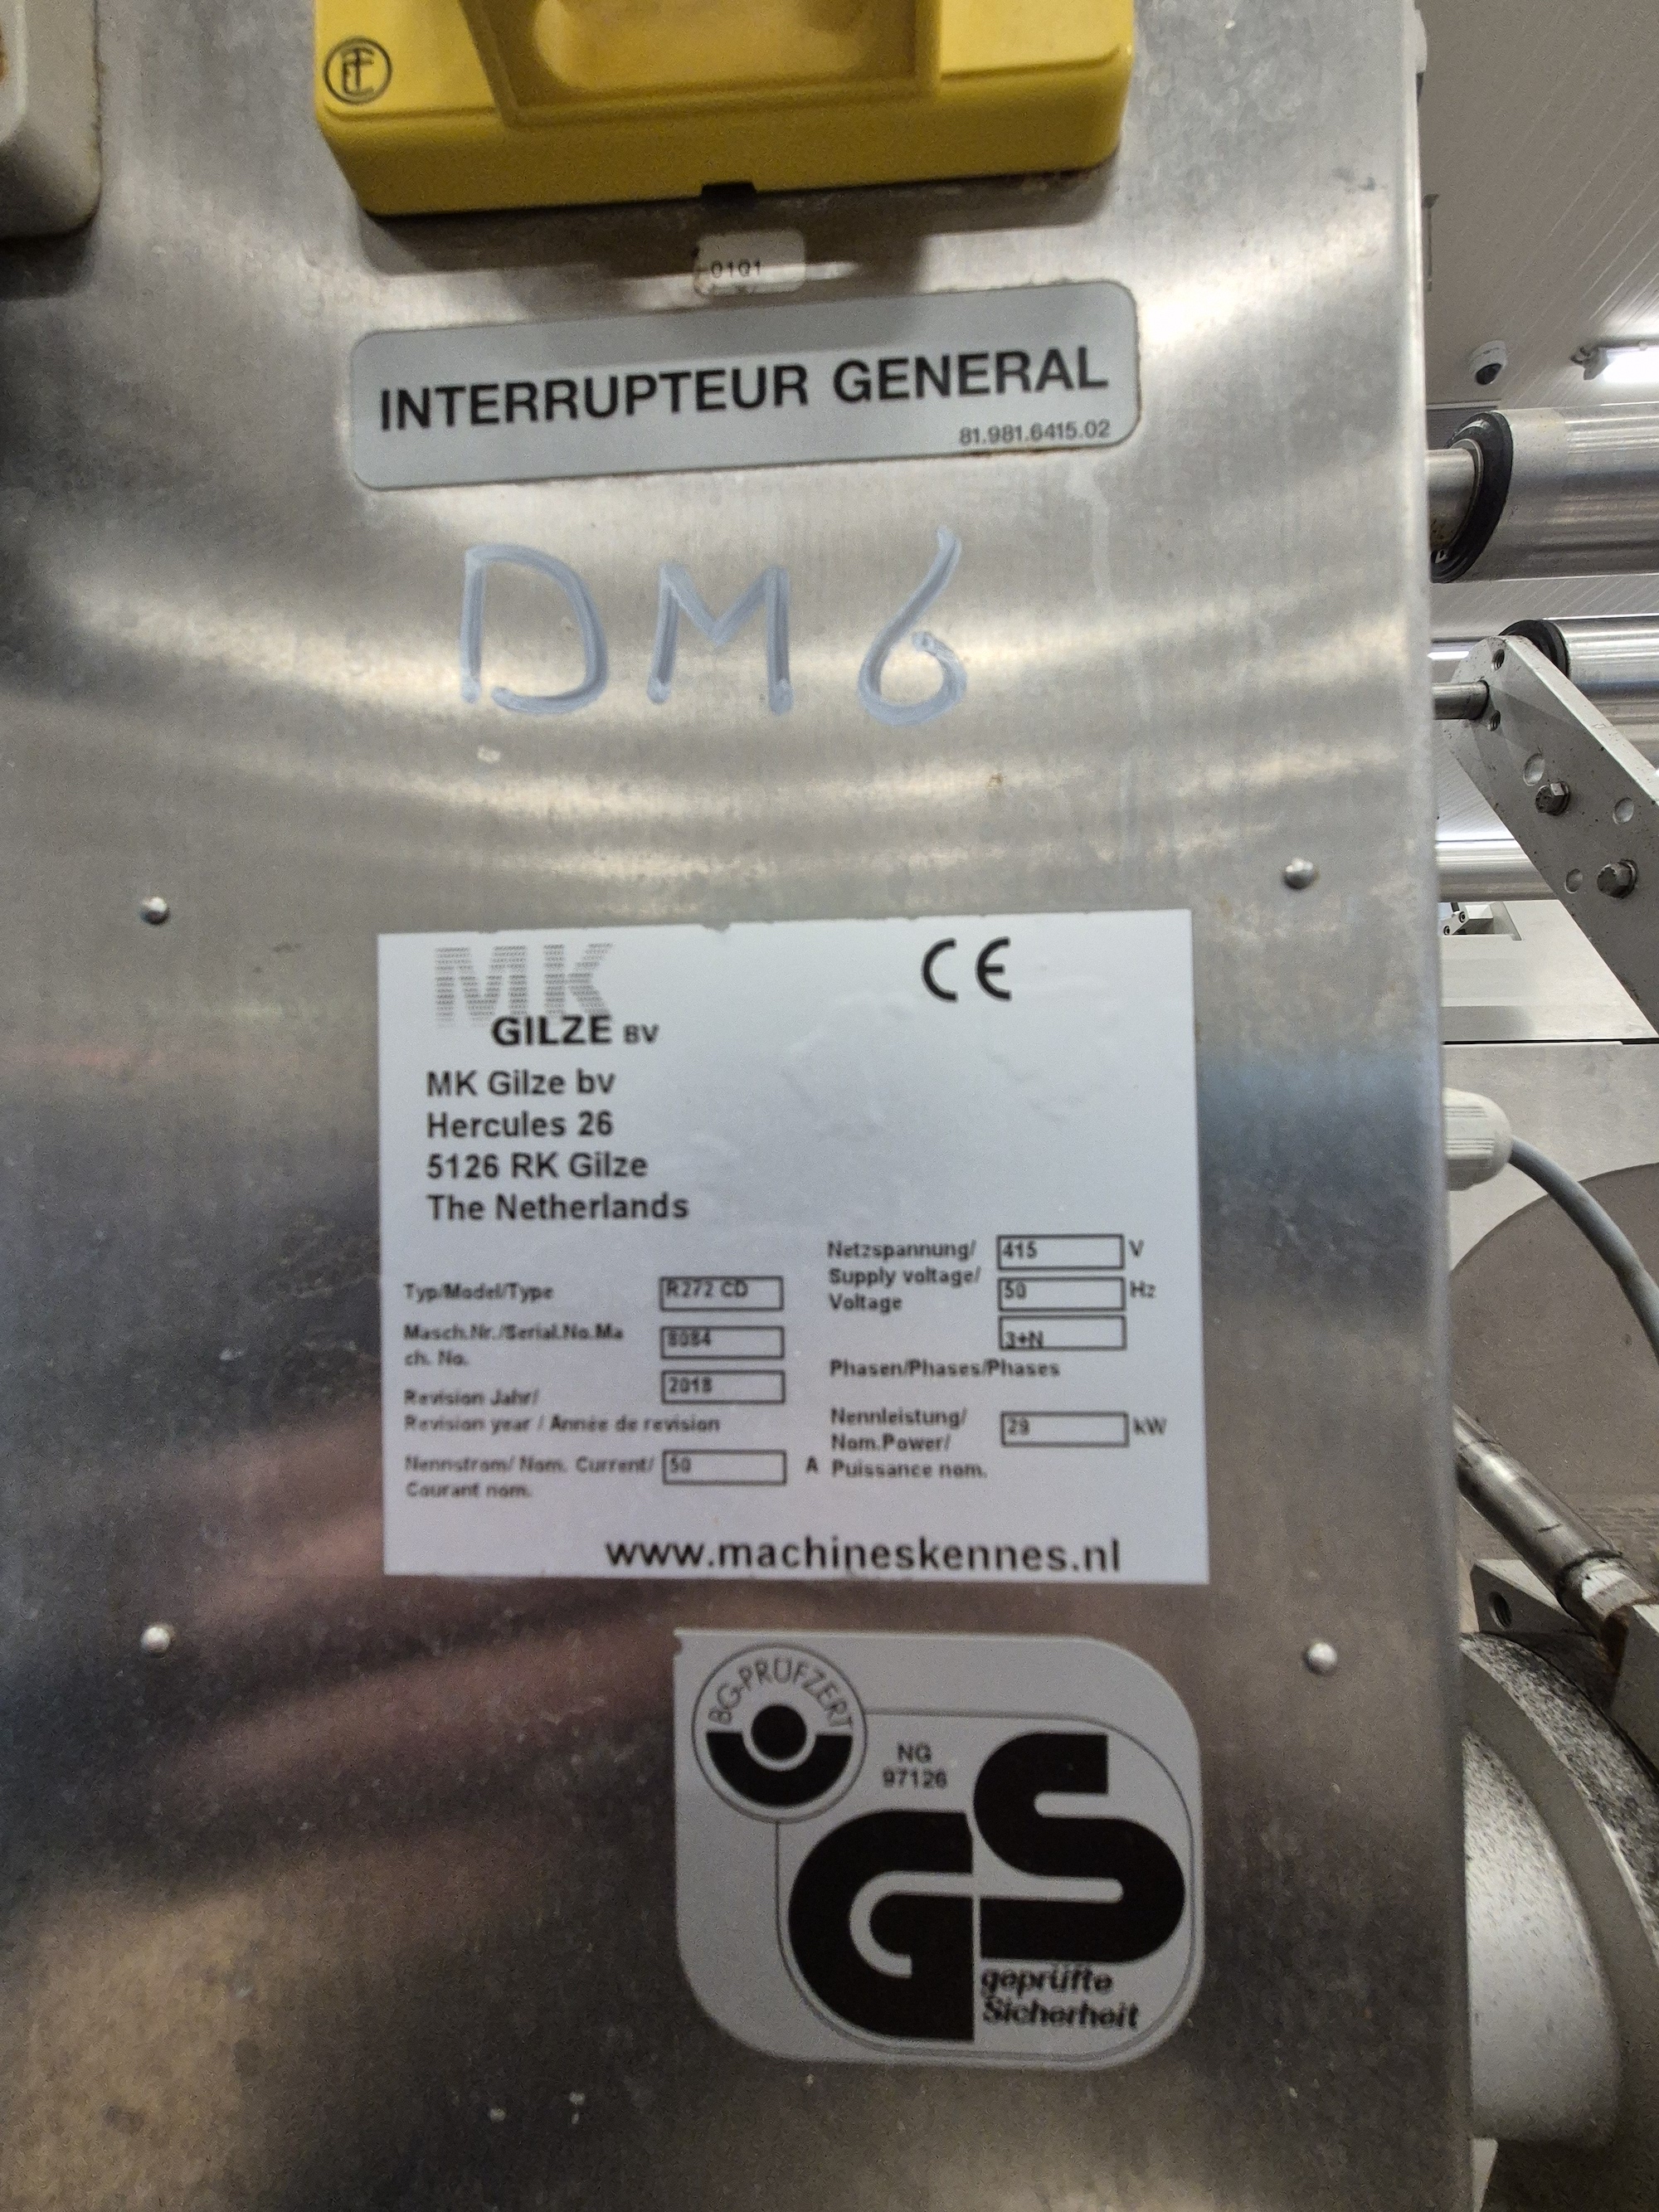 01Q1
INTERRUPTEUR GENERAL
81.981.6415.02
DM6
MK
GILZE BV
CE
MK Gilze bv
Hercules 26
5126 RK Gilze
The Netherlands
Netzspannung/ 415 V
Supply voltage/ 50 Hz
Voltage
3+N
Phasen/Phases/Phases
Typ/Model/Type R272 CD
Masch.Nr./Serial.No.Ma 8084
ch. No.
Revision Jahr/ 2018
Revision year / Année de revision
Nennstrom/ Nom. Current/ 50 A
Courant nom.
Nennleistung/ 29 kW
Nom.Power/
Puissance nom.
www.machineskennes.nl
BG-PRÜFZERT
NG
97126
GS
geprüfte
Sicherheit